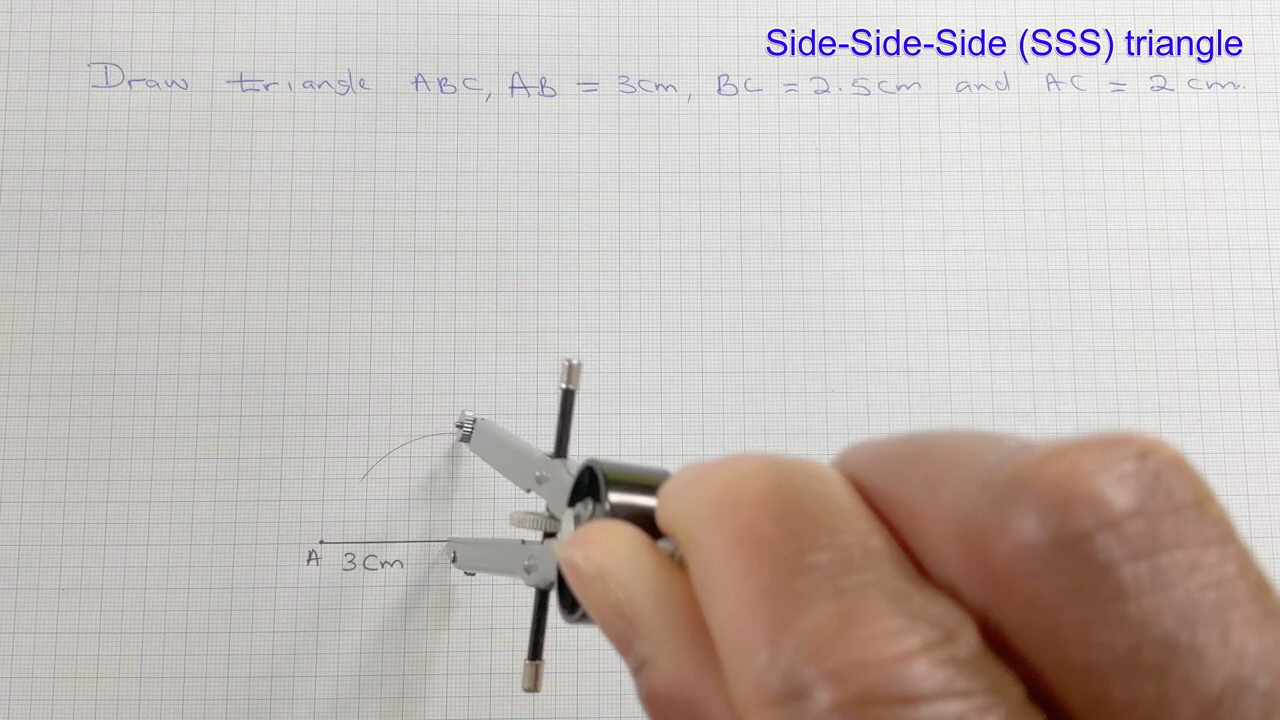 Side-Side-Side (SSS) triangle
Draw triangle ABC, AB = 3cm, BC = 2.5cm and AC = 2 cm.
A 3cm